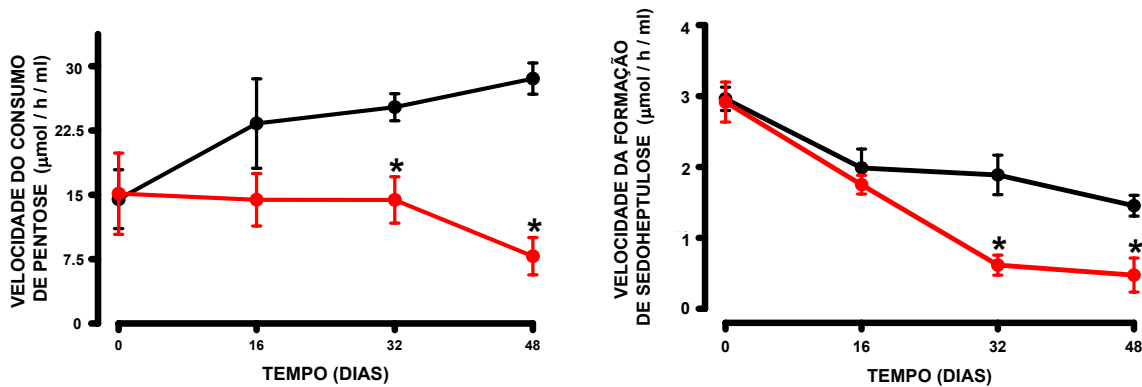 VELOCIDADE DO CONSUMO
DE PENTOSE (µmol / h / ml)
30
22.5
15
7.5
0
*
*
0 16 32 48
TEMPO (DIAS)
VELOCIDADE DA FORMAÇÃO
DE SEDOHEPTULOSE (µmol / h / ml)
4
3
2
1
0
*
*
0 16 32 48
TEMPO (DIAS)